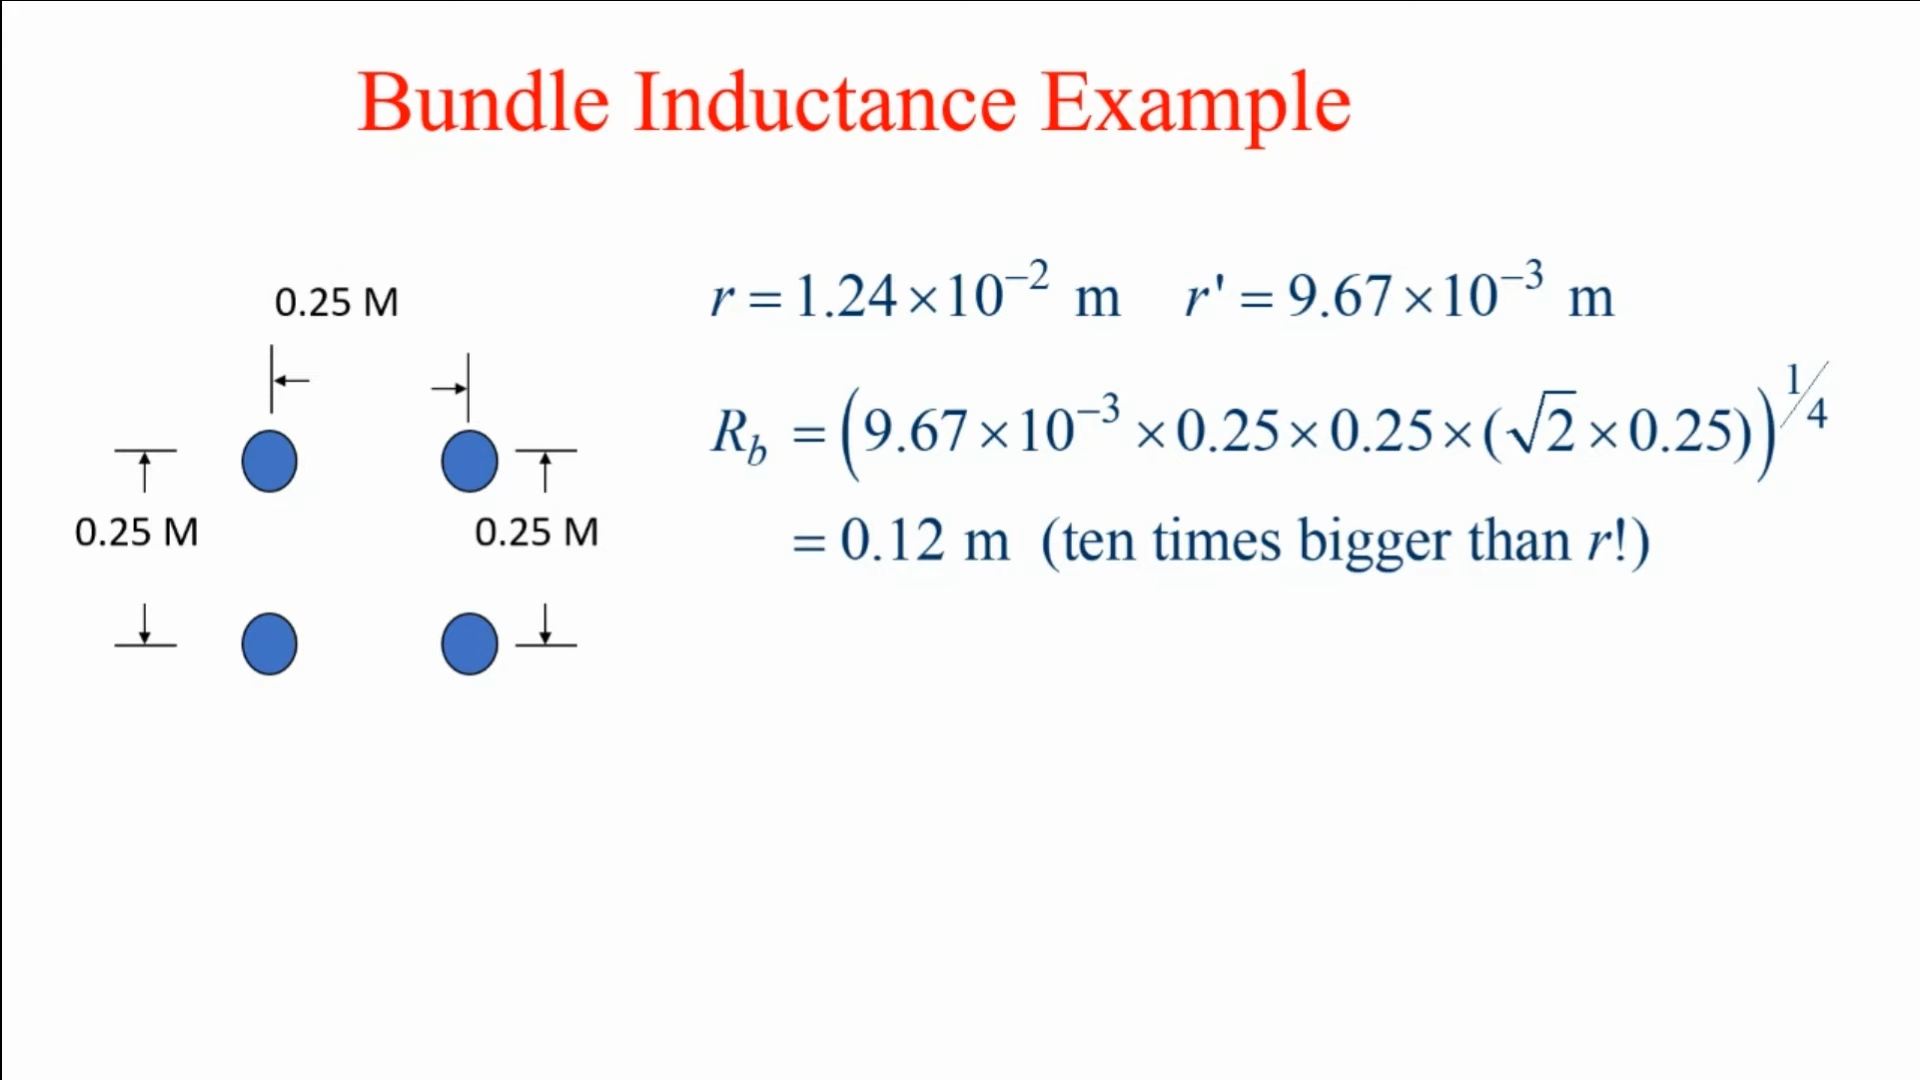 Bundle Inductance Example
0.25 M
0.25 M
0.25 M
r = 1.24×10⁻² m r' = 9.67×10⁻³ m
R_b = (9.67×10⁻³ ×0.25×0.25×(√2×0.25))^1/4
= 0.12 m (ten times bigger than r!)